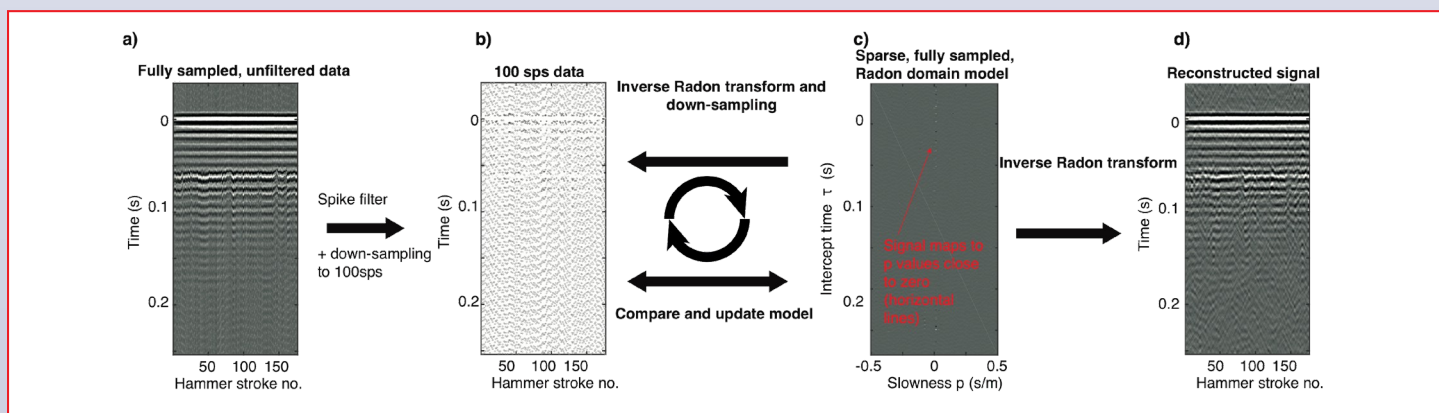 a)
Fully sampled, unfiltered data
0
0.1
0.2
Time (s)
50 100 150
Hammer stroke no.
Spike filter
+ down-sampling
to 100sps
b)
100 sps data
0
0.1
0.2
Time (s)
50 100 150
Hammer stroke no.
Inverse Radon transform and
down-sampling
Compare and update model
c)
Sparse, fully sampled,
Radon domain model
0
0.1
0.2
Intercept time τ (s)
Signal maps to
p values close
to zero
(horizontal
lines)
-0.5 0 0.5
Slowness p (s/m)
Inverse Radon transform
d)
Reconstructed signal
0
0.1
0.2
Time (s)
50 100 150
Hammer stroke no.